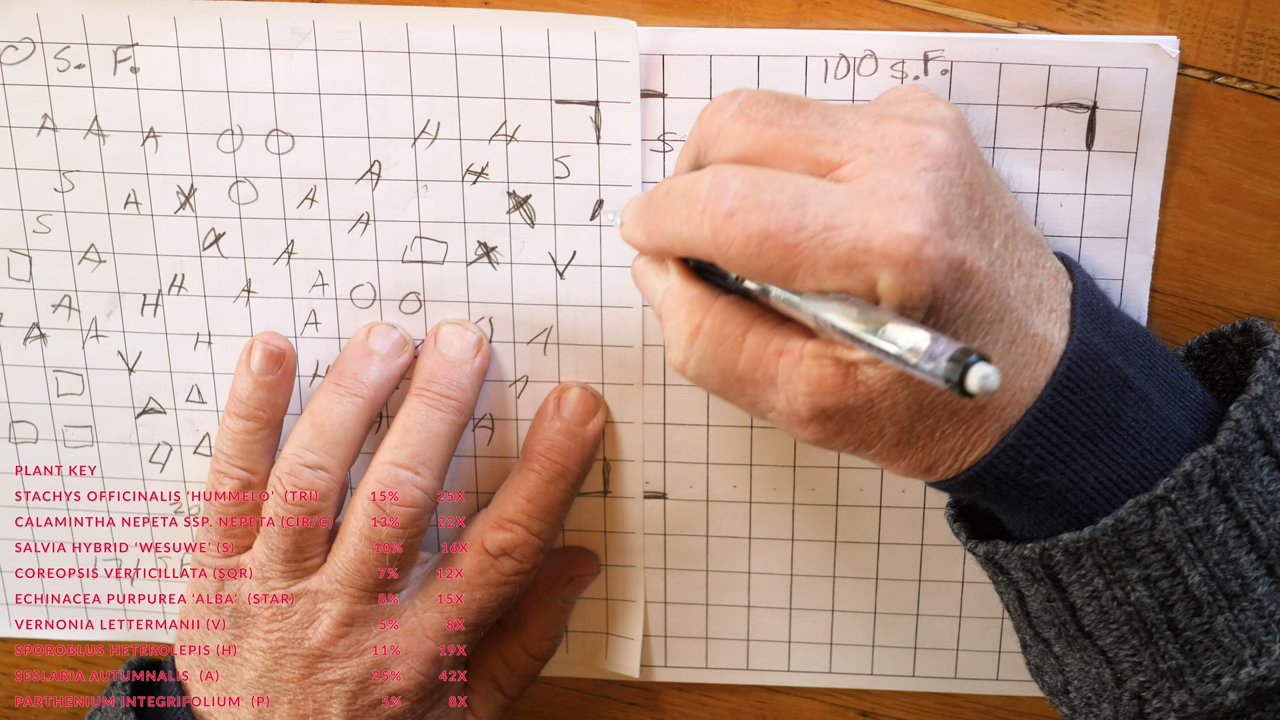 S. F.
100 S.F.
A A A O O H H
A H S S
S A O A
S A
A A V
H H A A O O
A A
A A H A
V
H
A
PLANT KEY
STACHYS OFFICINALIS ‘HUMMELO’ (TRI) 15% 25X
CALAMINTHA NEPETA SSP. NEPETA (CIR/C) 13% 22X
SALVIA HYBRID ‘WESUWE’ (S) 10% 16X
COREOPSIS VERTICILLATA (SQR) 7% 12X
ECHINACEA PURPUREA ‘ALBA’ (STAR) 8% 15X
VERNONIA LETTERMANII (V) 5% 8X
SPOROBLUS HETEROLEPIS (H) 11% 19X
SESLARIA AUTUMNALIS (A) 25% 42X
PARTHENIUM INTEGRIFOLIUM (P) 5% 8X